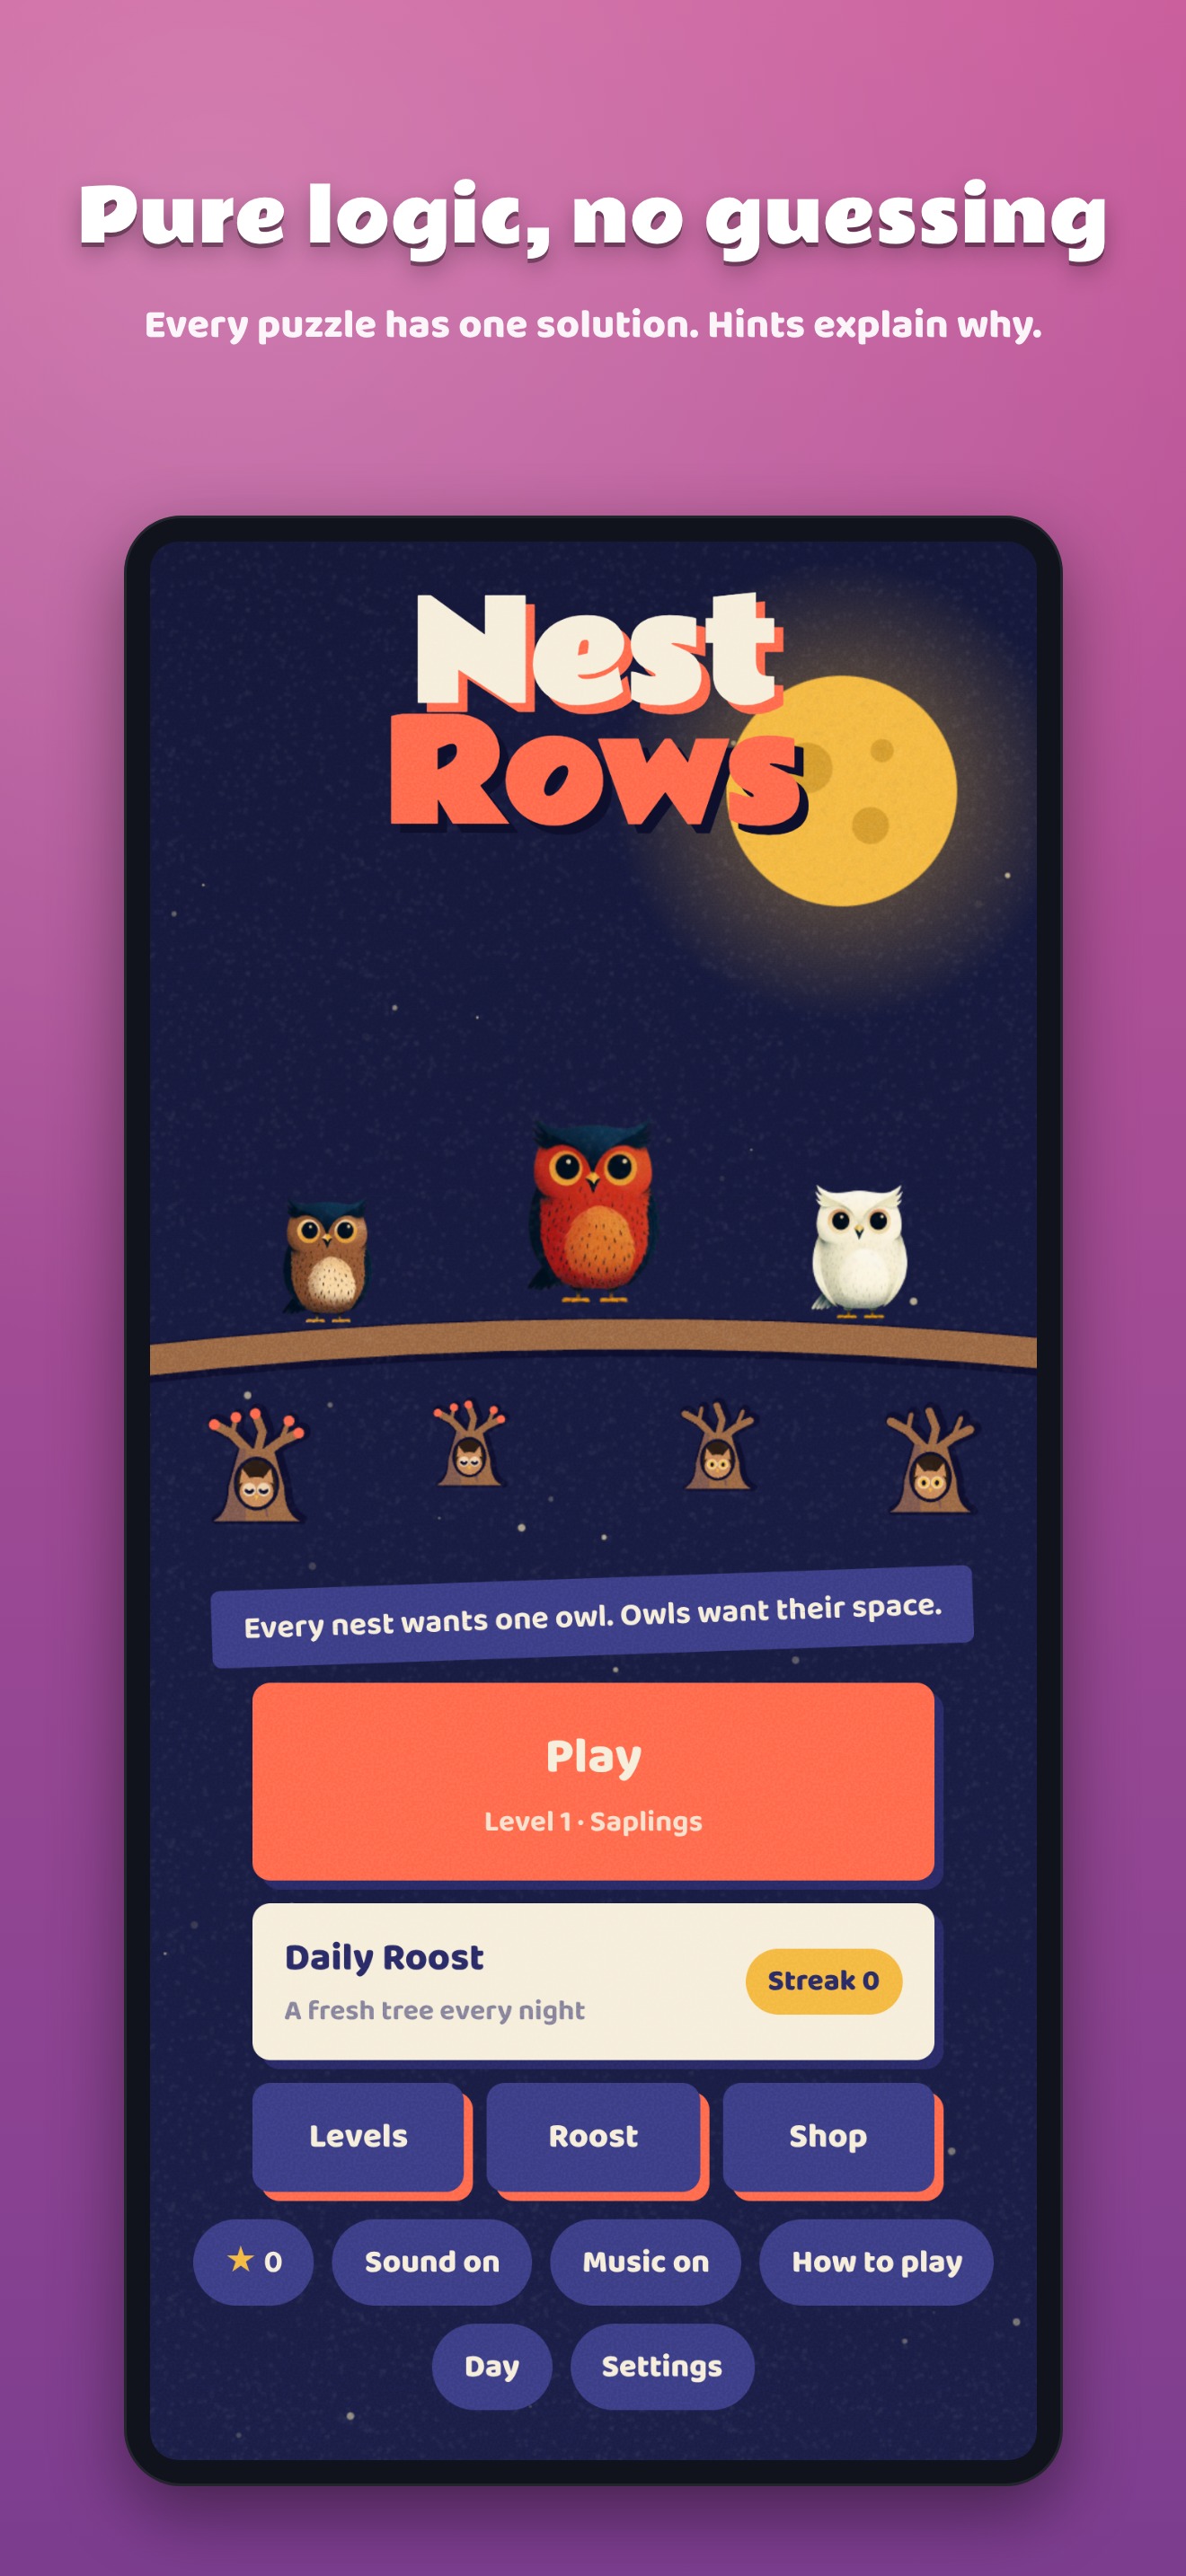 Pure logic, no guessing
Every puzzle has one solution. Hints explain why.
Nest
Rows
Every nest wants one owl. Owls want their space.
Play
Level 1 · Saplings
Daily Roost
A fresh tree every night
Streak 0
Levels
Roost
Shop
★ 0
Sound on
Music on
How to play
Day
Settings